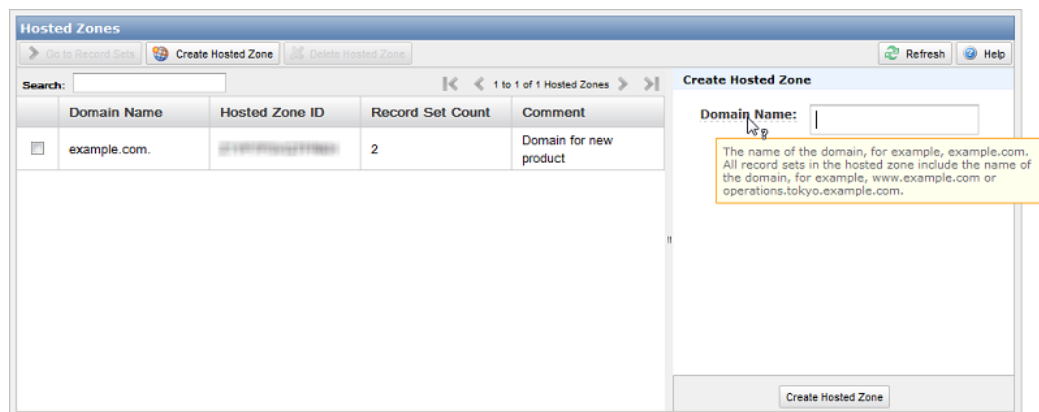 Hosted Zones
Go to Record Sets Create Hosted Zone Delete Hosted Zone Refresh Help
Search: 1 to 1 of 1 Hosted Zones
Domain Name Hosted Zone ID Record Set Count Comment
example.com. 2 Domain for new
product
Create Hosted Zone
Domain Name:
The name of the domain, for example, example.com.
All record sets in the hosted zone include the name of
the domain, for example, www.example.com or
operations.tokyo.example.com.
Create Hosted Zone